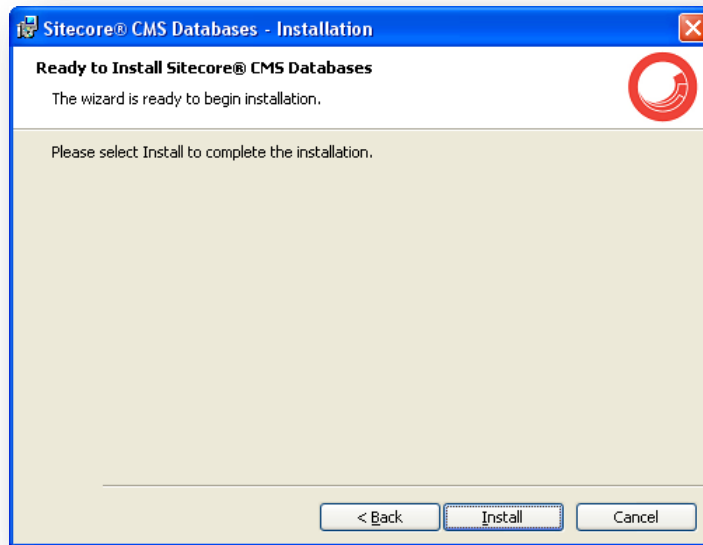 Sitecore® CMS Databases - Installation
Ready to Install Sitecore® CMS Databases
The wizard is ready to begin installation.
Please select Install to complete the installation.
< Back
Install
Cancel